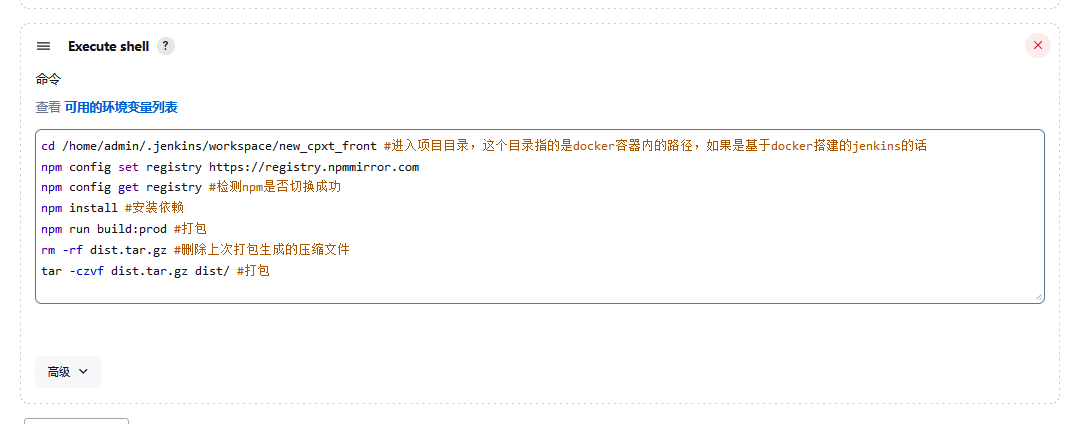 Execute shell ?
命令
查看 可用的环境变量列表
cd /home/admin/.jenkins/workspace/new_cpxt_front #进入项目目录，这个目录指的是docker容器内的路径，如果是基于docker搭建的jenkins的话
npm config set registry https://registry.npmmirror.com
npm config get registry #检测npm是否切换成功
npm install #安装依赖
npm run build:prod #打包
rm -rf dist.tar.gz #删除上次打包生成的压缩文件
tar -czvf dist.tar.gz dist/ #打包
高级